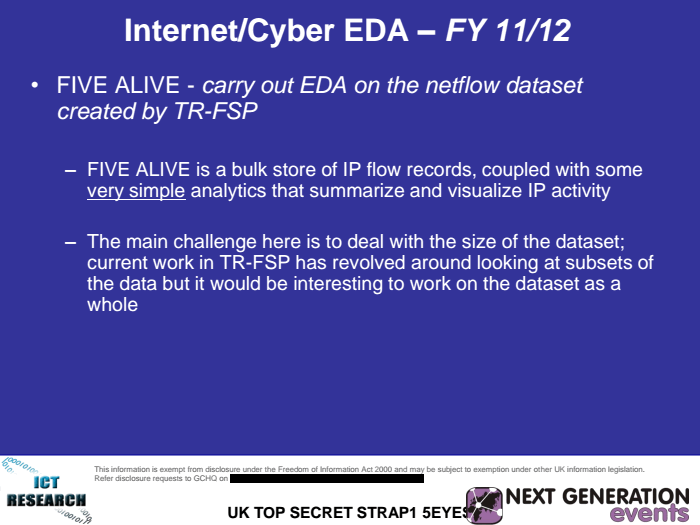 Internet/Cyber EDA – FY 11/12
• FIVE ALIVE - carry out EDA on the netflow dataset
created by TR-FSP
– FIVE ALIVE is a bulk store of IP flow records, coupled with some
very simple analytics that summarize and visualize IP activity
– The main challenge here is to deal with the size of the dataset;
current work in TR-FSP has revolved around looking at subsets of
the data but it would be interesting to work on the dataset as a
whole
This information is exempt from disclosure under the Freedom of Information Act 2000 and may be subject to exemption under other UK information legislation.
Refer disclosure requests to GCHQ on
ICT
RESEARCH
UK TOP SECRET STRAP1 5EYES
NEXT GENERATION
events